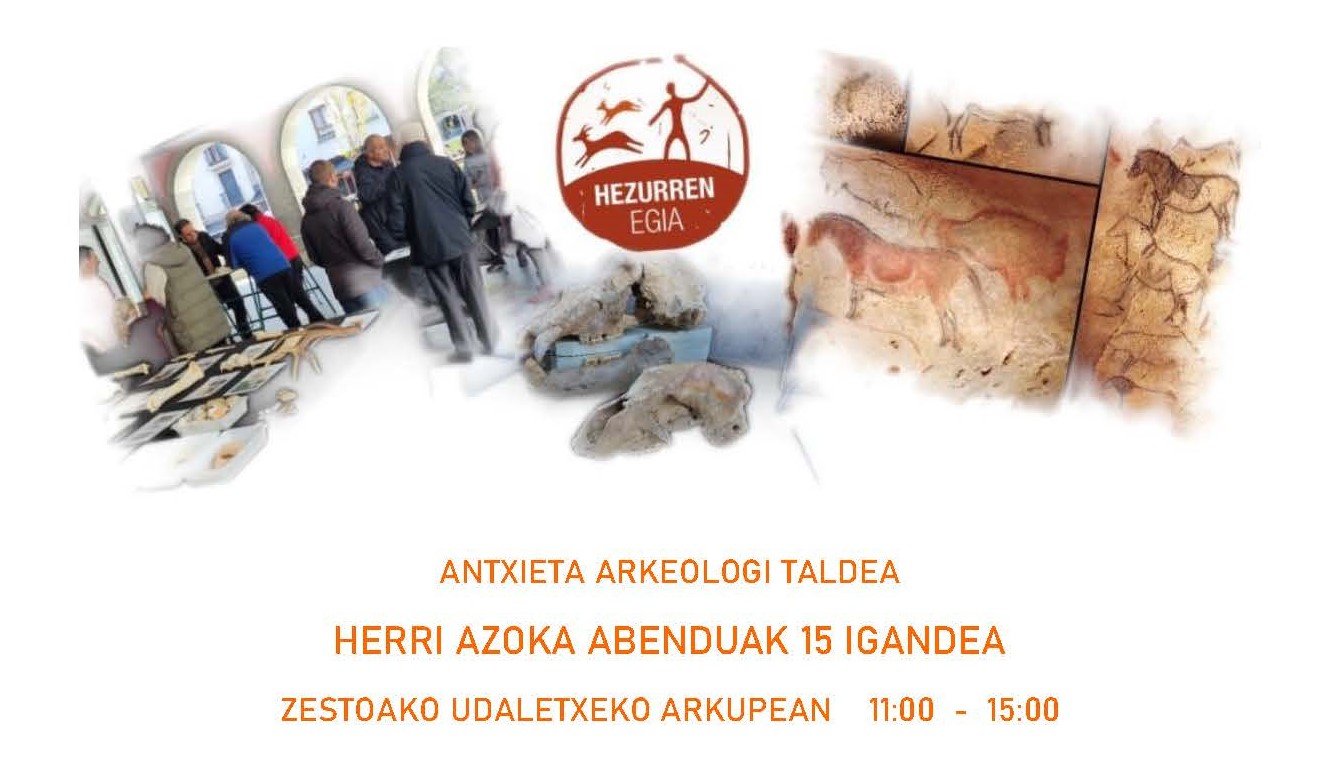 HEZURREN
EGIA
ANTXIETA ARKEOLOGI TALDEA
HERRI AZOKA ABENDUAK 15 IGANDEA
ZESTOAKO UDALETXEKO ARKUPEAN 11:00 - 15:00